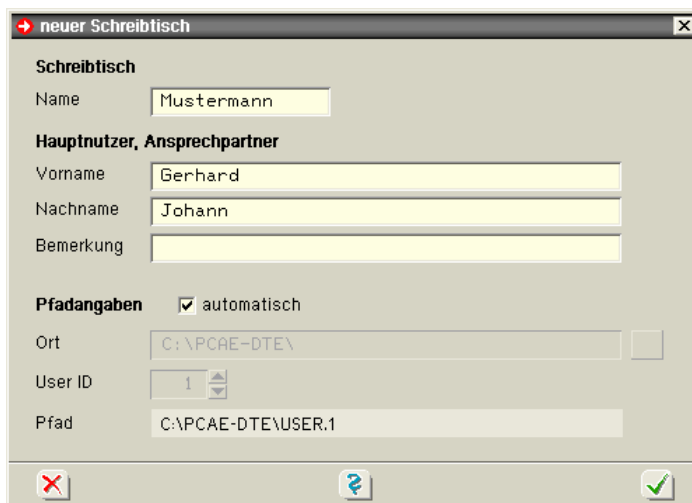 neuer Schreibtisch
Schreibtisch
Name Mustermann
Hauptnutzer, Ansprechpartner
Vorname Gerhard
Nachname Johann
Bemerkung
Pfadangaben automatisch
Ort C:\PCAE-DTE\
User ID 1
Pfad C:\PCAE-DTE\USER.1